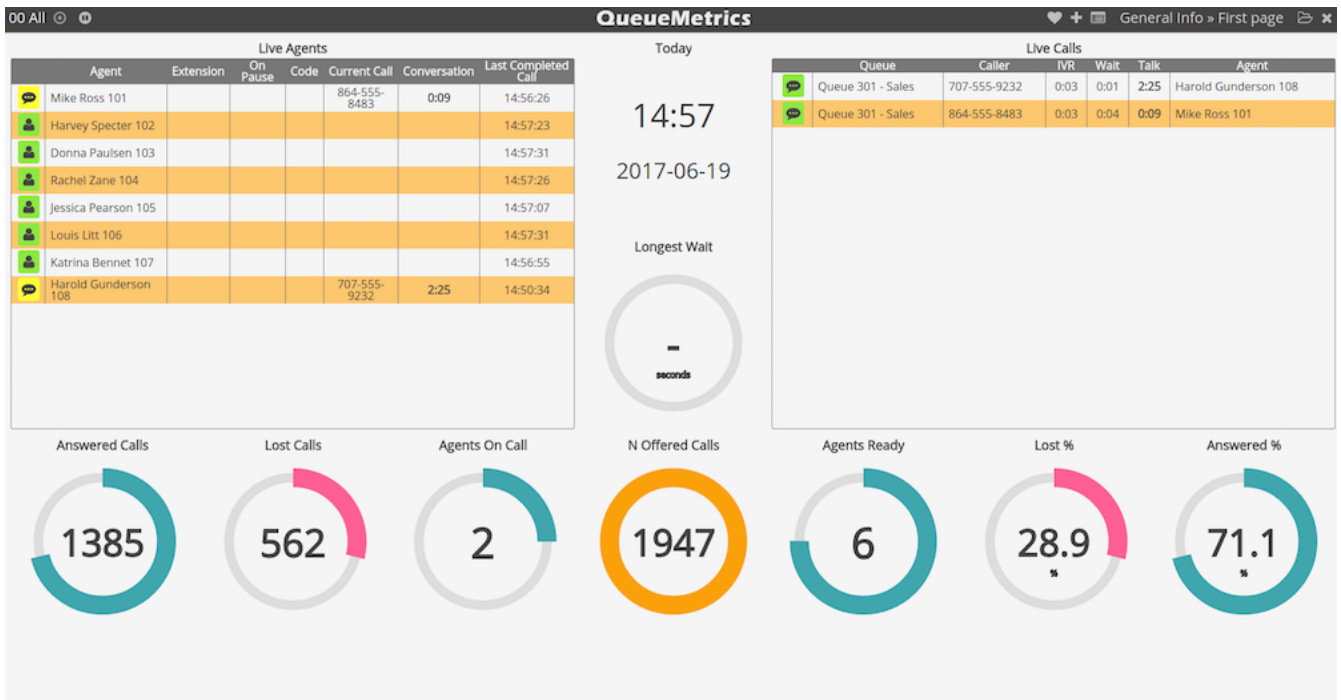 00 All
QueueMetrics
General Info » First page
Live Agents
Agent Extension On Pause Code Current Call Conversation Last Completed Call
Mike Ross 101 864-555-8483 0:09 14:56:26
Harvey Specter 102 14:57:23
Donna Paulsen 103 14:57:31
Rachel Zane 104 14:57:26
Jessica Pearson 105 14:57:07
Louis Litt 106 14:57:31
Katrina Bennet 107 14:56:55
Harold Gunderson 108 707-555-9232 2:25 14:50:34
Today
14:57
2017-06-19
Longest Wait
-
seconds
Live Calls
Queue Caller IVR Wait Talk Agent
Queue 301 - Sales 707-555-9232 0:03 0:01 2:25 Harold Gunderson 108
Queue 301 - Sales 864-555-8483 0:03 0:04 0:09 Mike Ross 101
Answered Calls
1385
Lost Calls
562
Agents On Call
2
N Offered Calls
1947
Agents Ready
6
Lost %
28.9
%
Answered %
71.1
%